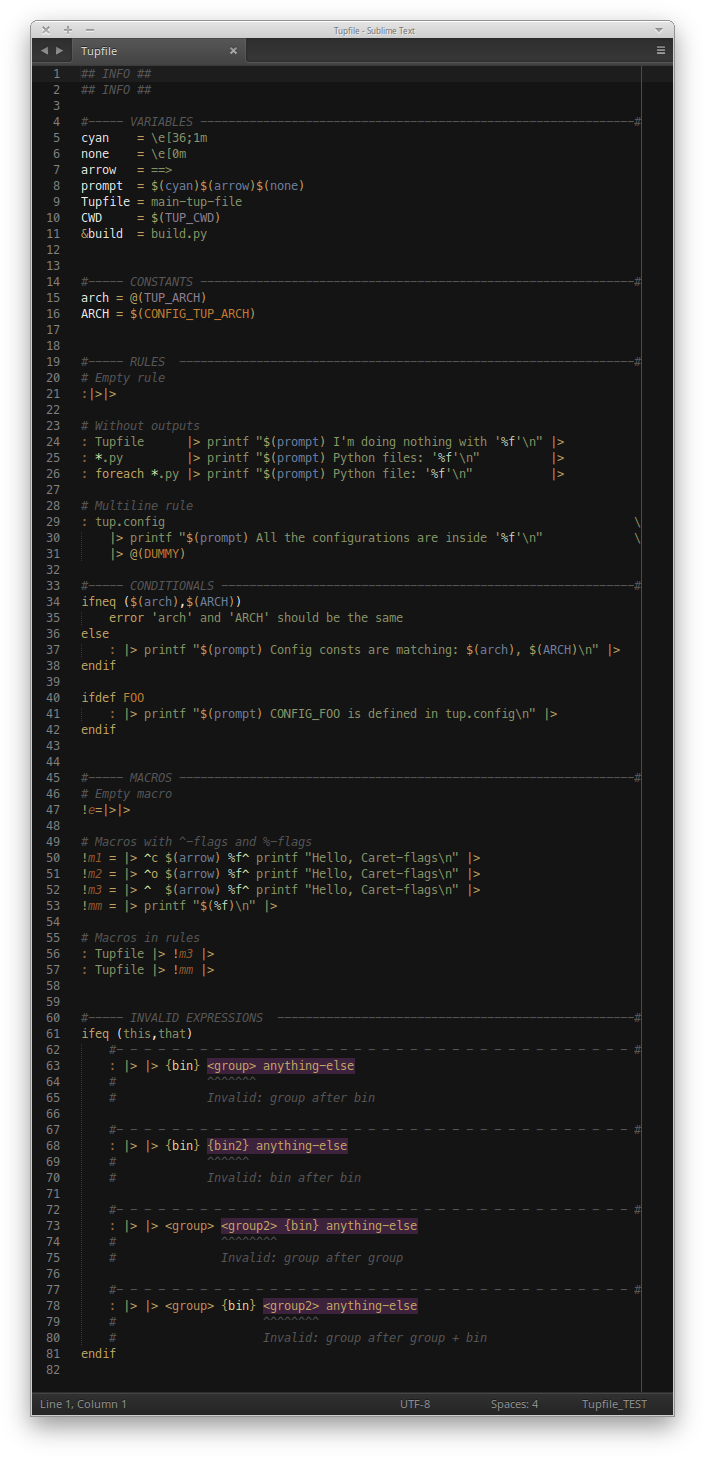 Tupfile - Sublime Text
Tupfile
1 ## INFO ##
2 ## INFO ##
3
4 #───── VARIABLES ──────────────────────────────────────────────────────────────#
5 cyan    = \e[36;1m
6 none    = \e[0m
7 arrow   = ==>
8 prompt  = $(cyan)$(arrow)$(none)
9 Tupfile = main-tup-file
10 CWD     = $(TUP_CWD)
11 &build  = build.py
12
13
14 #───── CONSTANTS ──────────────────────────────────────────────────────────────#
15 arch = @(TUP_ARCH)
16 ARCH = $(CONFIG_TUP_ARCH)
17
18
19 #───── RULES  ─────────────────────────────────────────────────────────────────#
20 # Empty rule
21 :|>|>
22
23 # Without outputs
24 : Tupfile      |> printf "$(prompt) I'm doing nothing with '%f'\n" |>
25 : *.py         |> printf "$(prompt) Python files: '%f'\n"          |>
26 : foreach *.py |> printf "$(prompt) Python file: '%f'\n"           |>
27
28 # Multiline rule
29 : tup.config                                                                   \
30     |> printf "$(prompt) All the configurations are inside '%f'\n"             \
31     |> @(DUMMY)
32
33 #───── CONDITIONALS ───────────────────────────────────────────────────────────#
34 ifneq ($(arch),$(ARCH))
35     error 'arch' and 'ARCH' should be the same
36 else
37     : |> printf "$(prompt) Config consts are matching: $(arch), $(ARCH)\n" |>
38 endif
39
40 ifdef FOO
41     : |> printf "$(prompt) CONFIG_FOO is defined in tup.config\n" |>
42 endif
43
44
45 #───── MACROS ─────────────────────────────────────────────────────────────────#
46 # Empty macro
47 !e=|>|>
48
49 # Macros with ^-flags and %-flags
50 !m1 = |> ^c $(arrow) %f^ printf "Hello, Caret-flags\n" |>
51 !m2 = |> ^o $(arrow) %f^ printf "Hello, Caret-flags\n" |>
52 !m3 = |> ^  $(arrow) %f^ printf "Hello, Caret-flags\n" |>
53 !mm = |> printf "$(%f)\n" |>
54
55 # Macros in rules
56 : Tupfile |> !m3 |>
57 : Tupfile |> !mm |>
58
59
60 #───── INVALID EXPRESSIONS  ───────────────────────────────────────────────────#
61 ifeq (this,that)
62     #- - - - - - - - - - - - - - - - - - - - - - - - - - - - - - - - - - - - - #
63     : |> |> {bin} <group> anything-else
64     #             ^^^^^^^
65     #             Invalid: group after bin
66
67     #- - - - - - - - - - - - - - - - - - - - - - - - - - - - - - - - - - - - - #
68     : |> |> {bin} {bin2} anything-else
69     #             ^^^^^^
70     #             Invalid: bin after bin
71
72     #- - - - - - - - - - - - - - - - - - - - - - - - - - - - - - - - - - - - - #
73     : |> |> <group> <group2> {bin} anything-else
74     #               ^^^^^^^^
75     #               Invalid: group after group
76
77     #- - - - - - - - - - - - - - - - - - - - - - - - - - - - - - - - - - - - - #
78     : |> |> <group> {bin} <group2> anything-else
79     #                     ^^^^^^^^
80     #                     Invalid: group after group + bin
81 endif
82
Line 1, Column 1 UTF-8 Spaces: 4 Tupfile_TEST